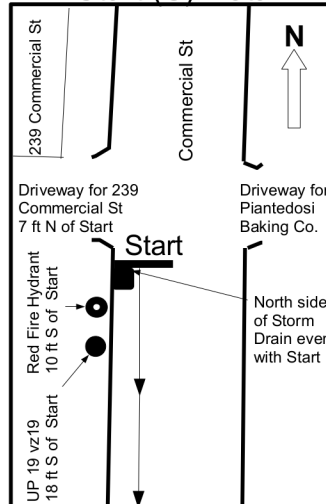 239 Commercial St
Commercial St
N
Driveway for 239
Commercial St
7 ft N of Start
Driveway for
Piantedosi
Baking Co.
Start
Red Fire Hydrant
10 ft S of Start
North side
of Storm
Drain even
with Start
UP 19 vz19
18 ft S of Start